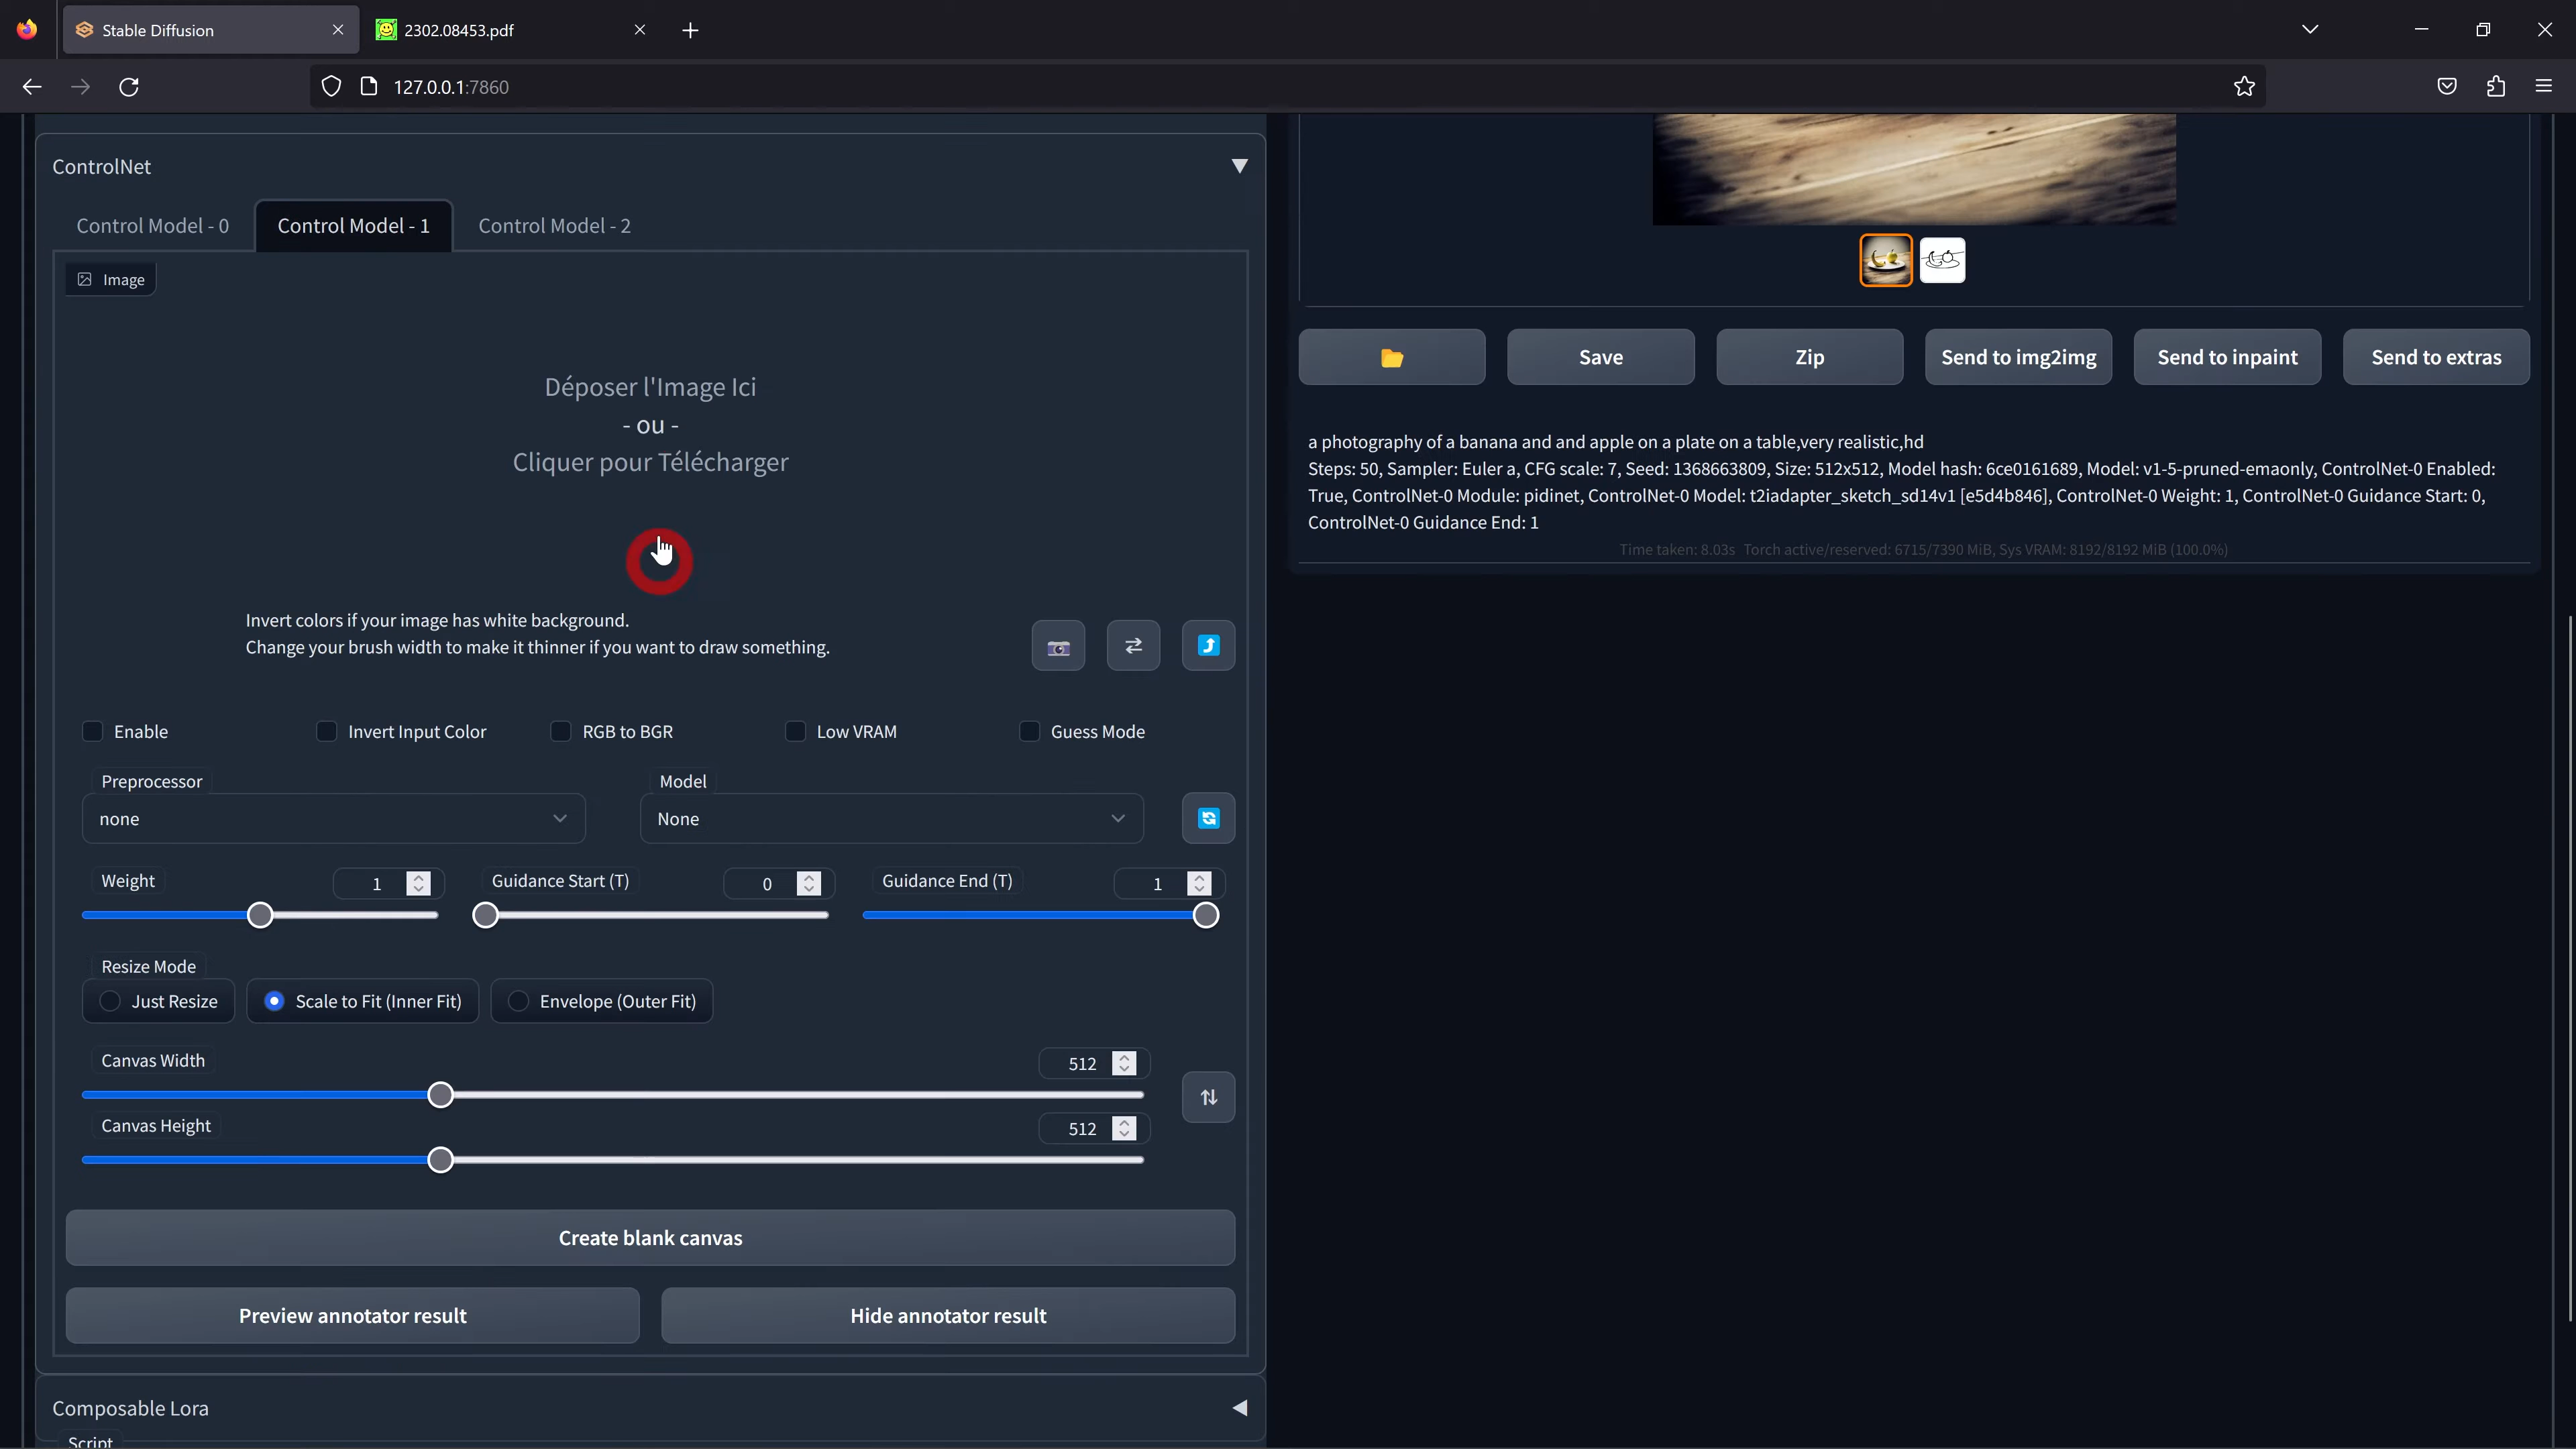 Stable Diffusion
2302.08453.pdf
127.0.0.1:7860
ControlNet
Control Model - 0
Control Model - 1
Control Model - 2
Image
Déposer l'Image Ici
- ou -
Cliquer pour Télécharger
Invert colors if your image has white background.
Change your brush width to make it thinner if you want to draw something.
Enable
Invert Input Color
RGB to BGR
Low VRAM
Guess Mode
Preprocessor
none
Model
None
Weight
1
Guidance Start (T)
0
Guidance End (T)
1
Resize Mode
Just Resize
Scale to Fit (Inner Fit)
Envelope (Outer Fit)
Canvas Width
512
Canvas Height
512
Create blank canvas
Preview annotator result
Hide annotator result
Composable Lora
Script
Save
Zip
Send to img2img
Send to inpaint
Send to extras
a photography of a banana and and apple on a plate on a table,very realistic,hd
Steps: 50, Sampler: Euler a, CFG scale: 7, Seed: 1368663809, Size: 512x512, Model hash: 6ce0161689, Model: v1-5-pruned-emaonly, ControlNet-0 Enabled:
True, ControlNet-0 Module: pidinet, ControlNet-0 Model: t2iadapter_sketch_sd14v1 [e5d4b846], ControlNet-0 Weight: 1, ControlNet-0 Guidance Start: 0,
ControlNet-0 Guidance End: 1
Time taken: 8.03s Torch active/reserved: 6715/7390 MiB, Sys VRAM: 8192/8192 MiB (100.0%)